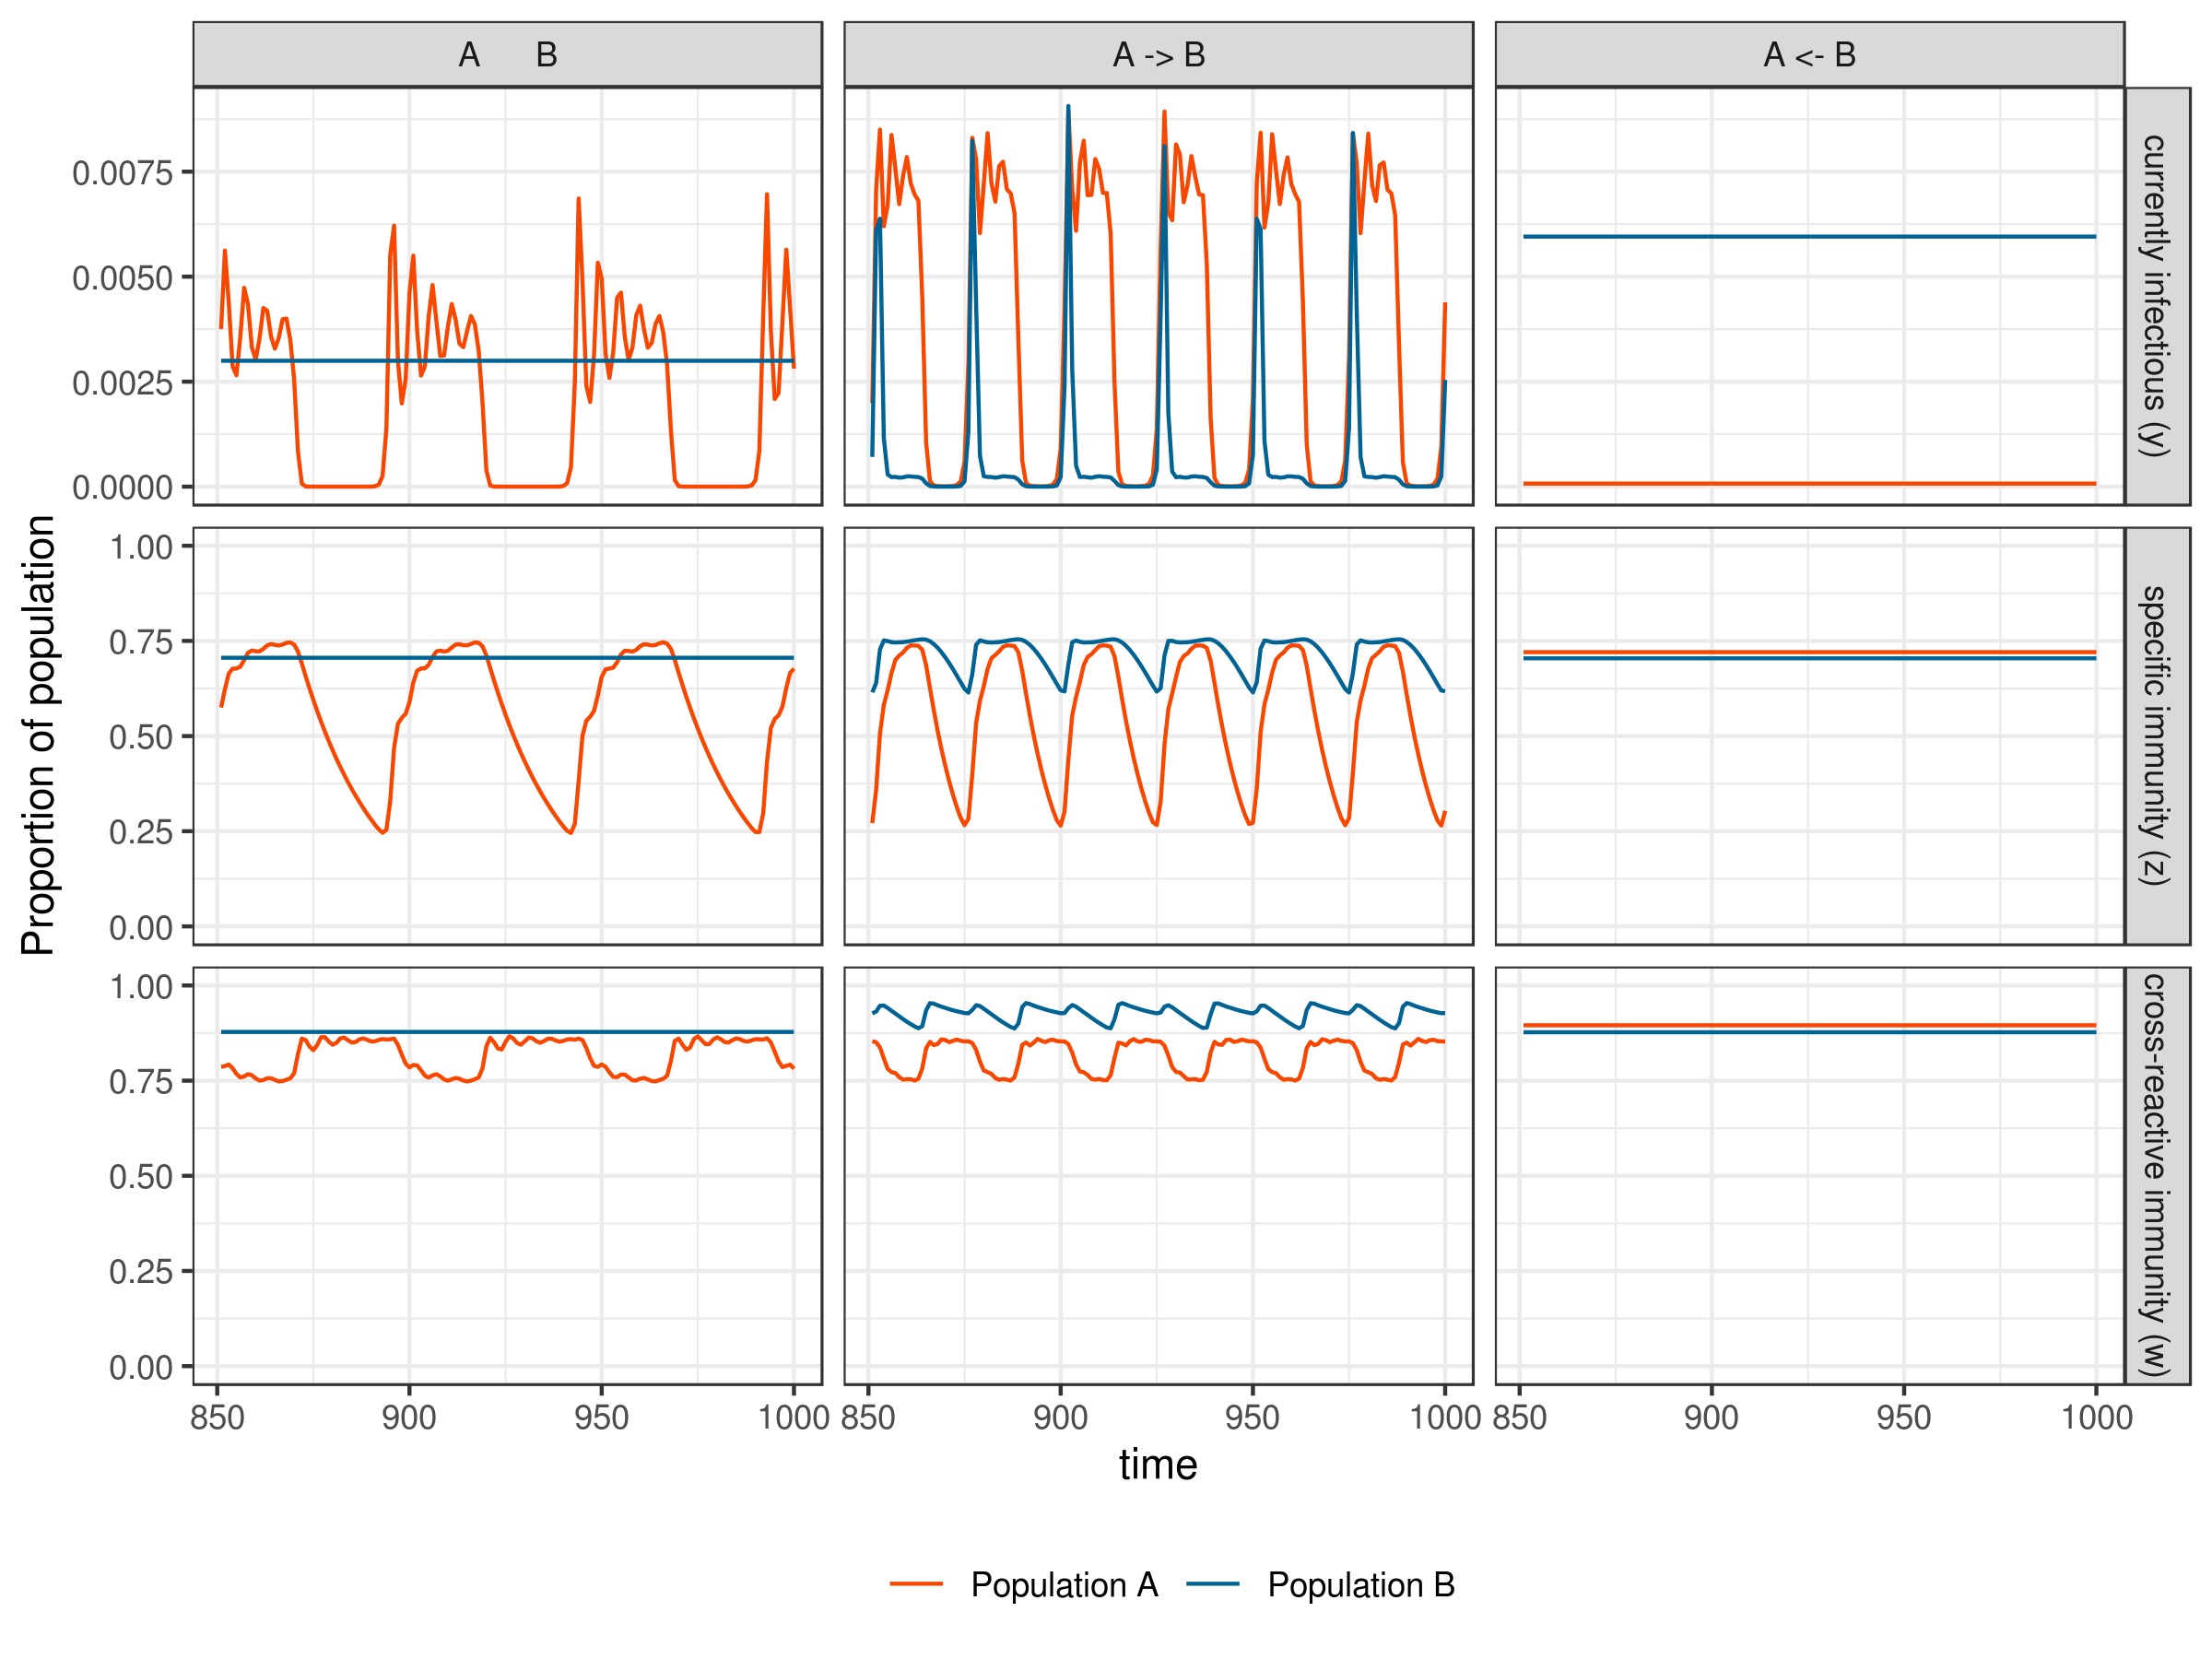 A B
A -> B
A <- B
Proportion of population
0.0075
0.0050
0.0025
0.0000
currently infectious (y)
1.00
0.75
0.50
0.25
0.00
specific immunity (z)
1.00
0.75
0.50
0.25
0.00
cross-reactive immunity (w)
850 900 950 1000
850 900 950 1000
850 900 950 1000
time
Population A
Population B